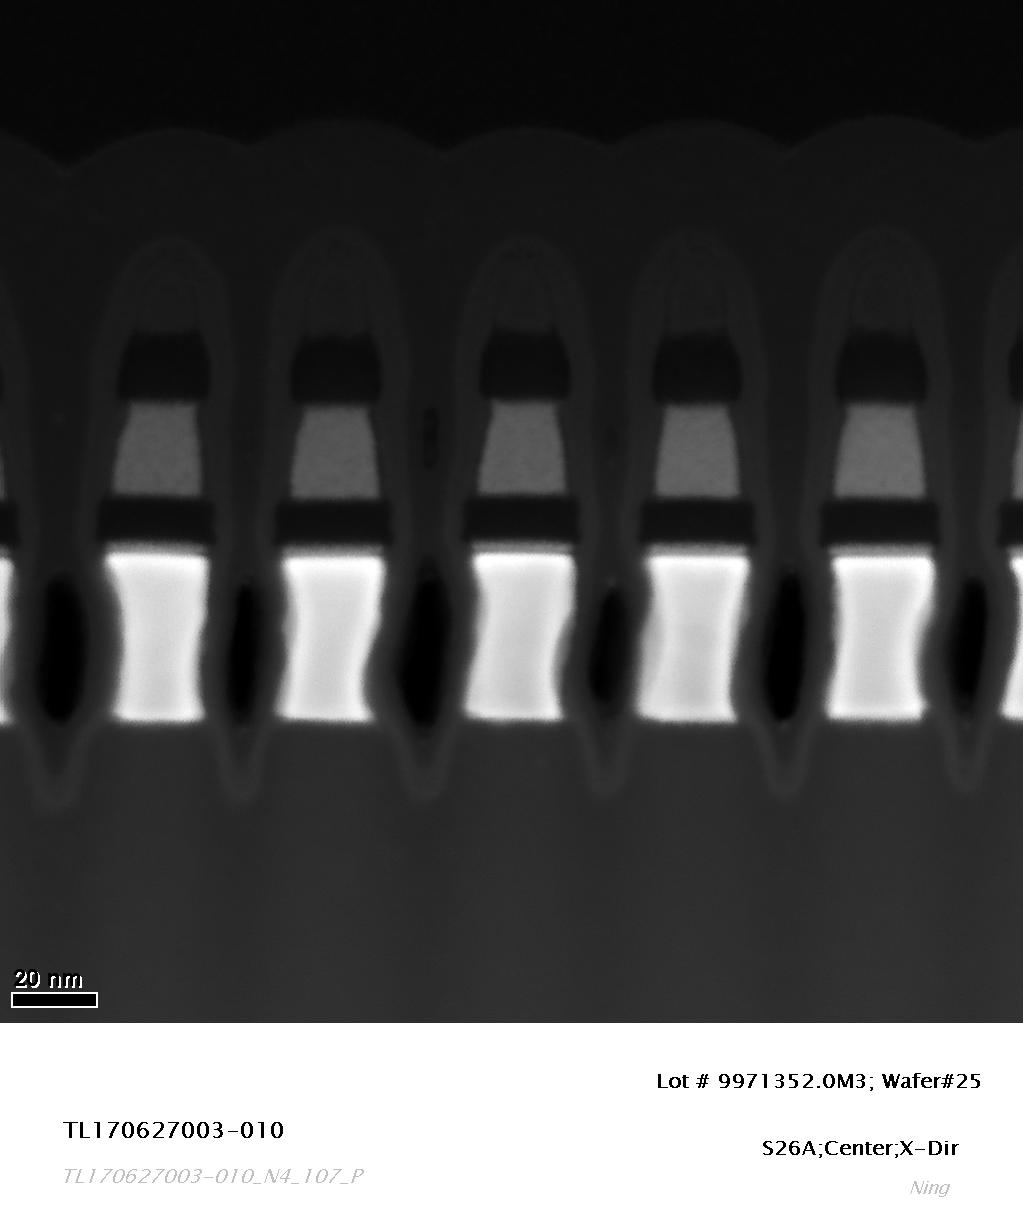 20 nm
Lot # 9971352.0M3; Wafer#25
TL170627003-010
S26A;Center;X-Dir
TL170627003-010_N4_107_P
Ning